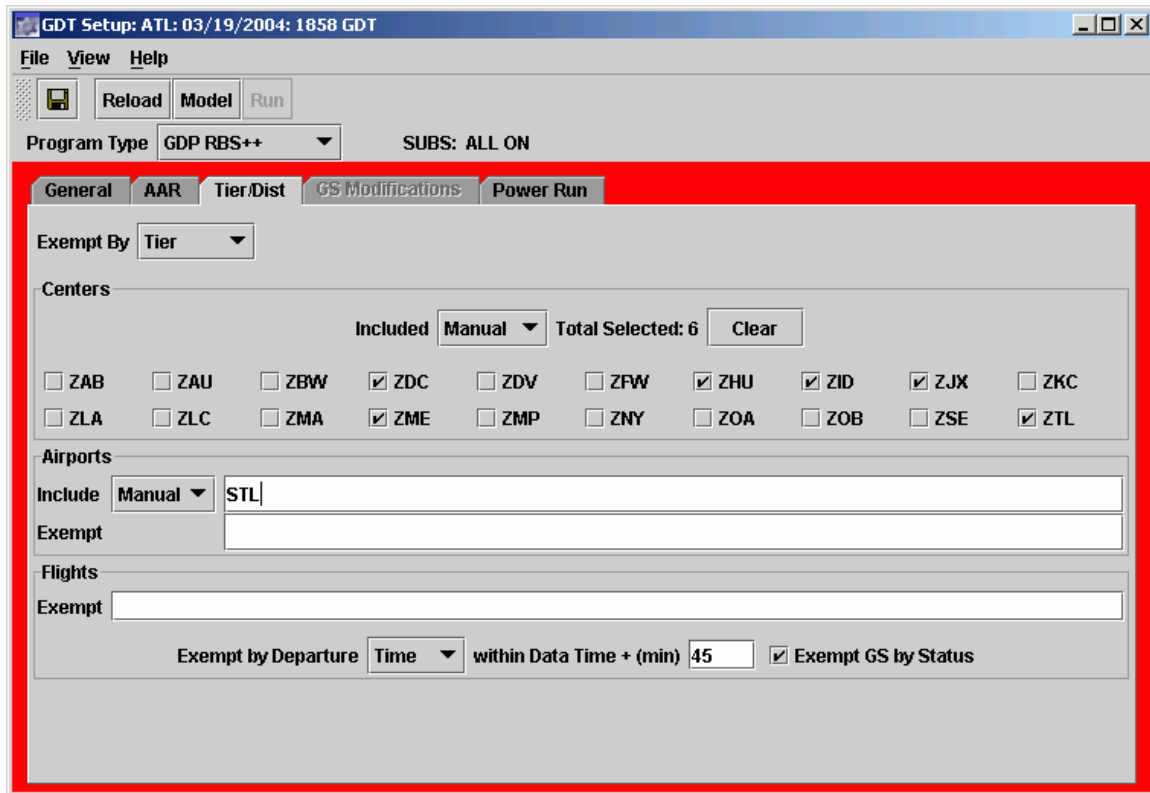 GDT Setup: ATL: 03/19/2004: 1858 GDT
File View Help
Reload Model Run
Program Type GDP RBS++ SUBS: ALL ON
General AAR Tier/Dist GS Modifications Power Run
Exempt By Tier
Centers
Included Manual Total Selected: 6 Clear
ZAB ZAU ZBW ZDC ZDV ZFW ZHU ZID ZJX ZKC
ZLA ZLC ZMA ZME ZMP ZNY ZOA ZOB ZSE ZTL
Airports
Include Manual STL
Exempt
Flights
Exempt
Exempt by Departure Time within Data Time + (min) 45 Exempt GS by Status